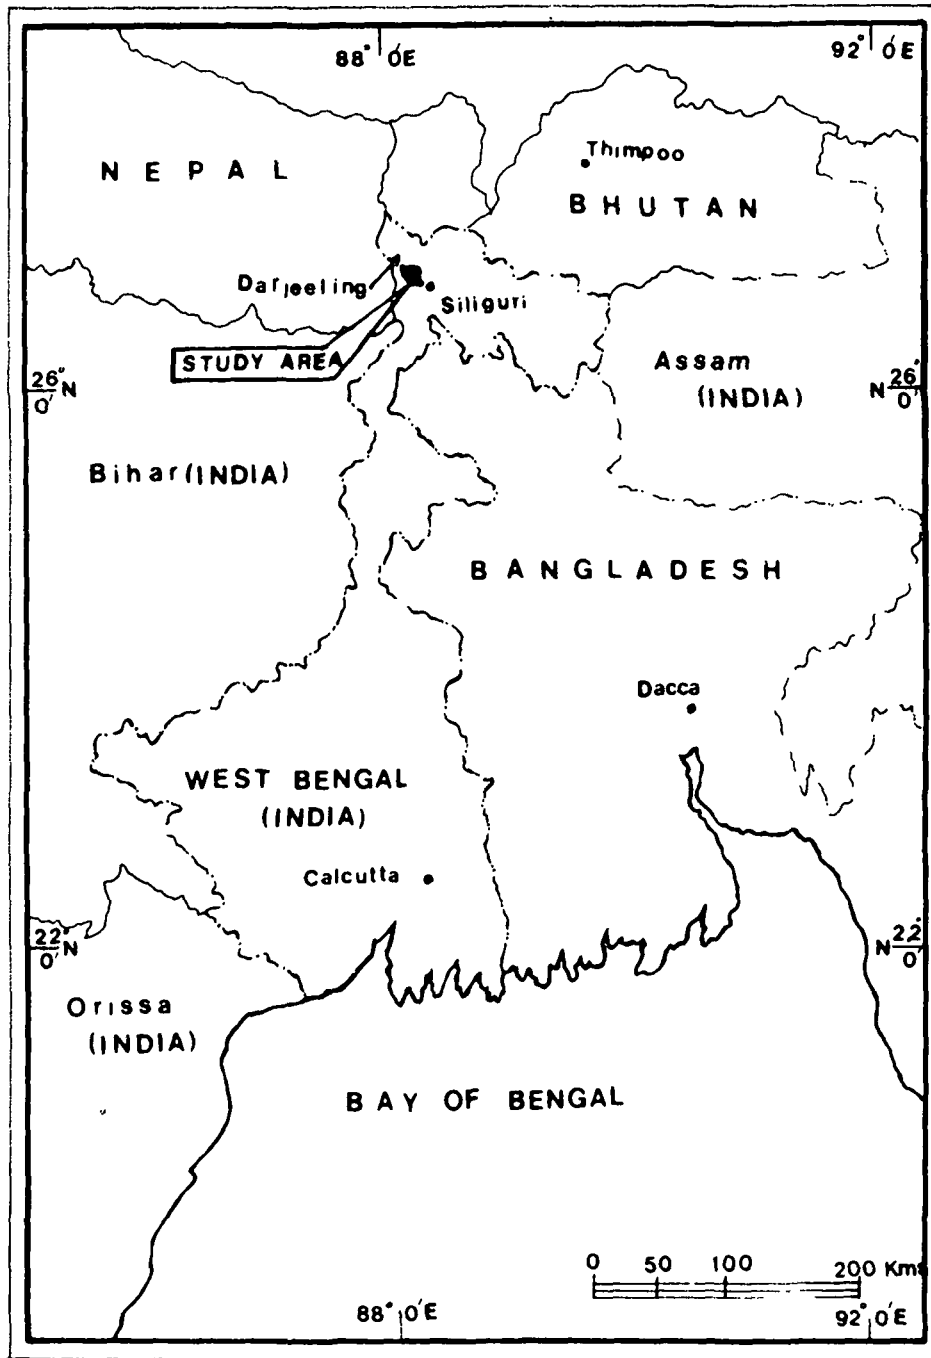 88° 0'E
92° 0'E
NEPAL
Thimpoo
BHUTAN
Darjeeling
Siliguri
STUDY AREA
26° 0' N
Assam
(INDIA)
N 26° 0'
Bihar (INDIA)
BANGLADESH
Dacca
WEST BENGAL
(INDIA)
Calcutta
22° 0' N
N 22° 0'
Orissa
(INDIA)
BAY OF BENGAL
0 50 100 200 Kms
88° 0'E
92° 0'E